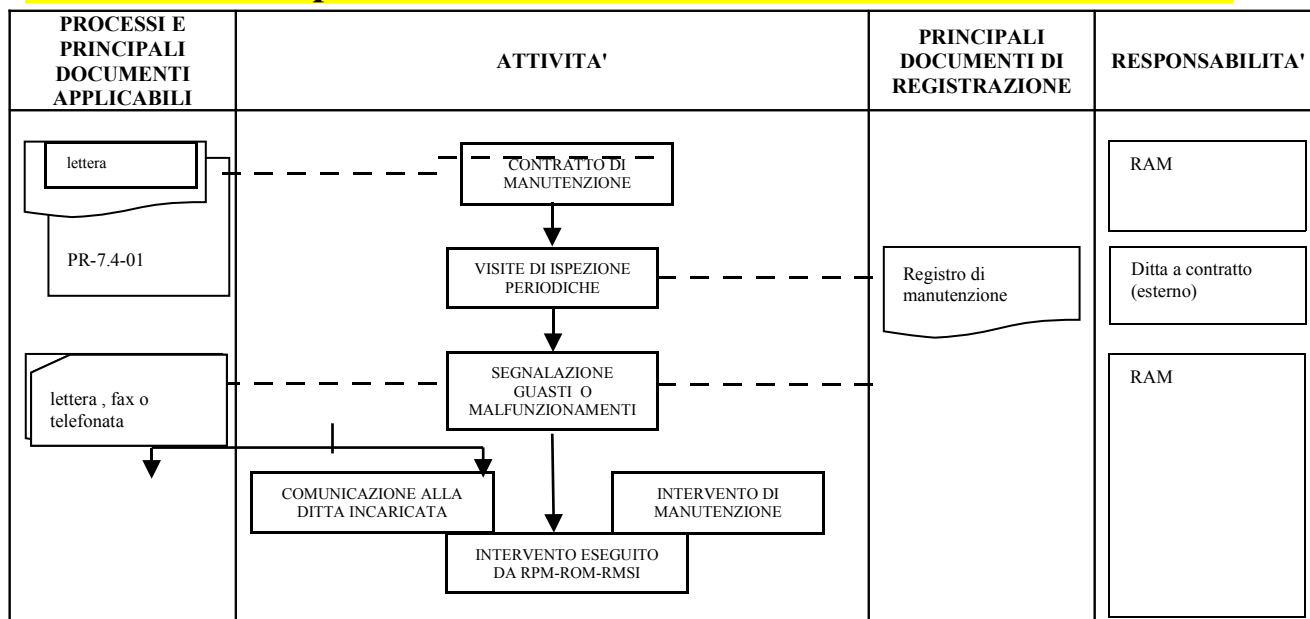 PROCESSI E
PRINCIPALI
DOCUMENTI
APPLICABILI
ATTIVITA'
PRINCIPALI
DOCUMENTI DI
REGISTRAZIONE
RESPONSABILITA'
lettera
PR-7.4-01
CONTRATTO DI
MANUTENZIONE
RAM
VISITE DI ISPEZIONE
PERIODICHE
Registro di
manutenzione
Ditta a contratto
(esterno)
lettera , fax o
telefonata
SEGNALAZIONE
GUASTI O
MALFUNZIONAMENTI
RAM
COMUNICAZIONE ALLA
DITTA INCARICATA
INTERVENTO DI
MANUTENZIONE
INTERVENTO ESEGUITO
DA RPM-ROM-RMSI